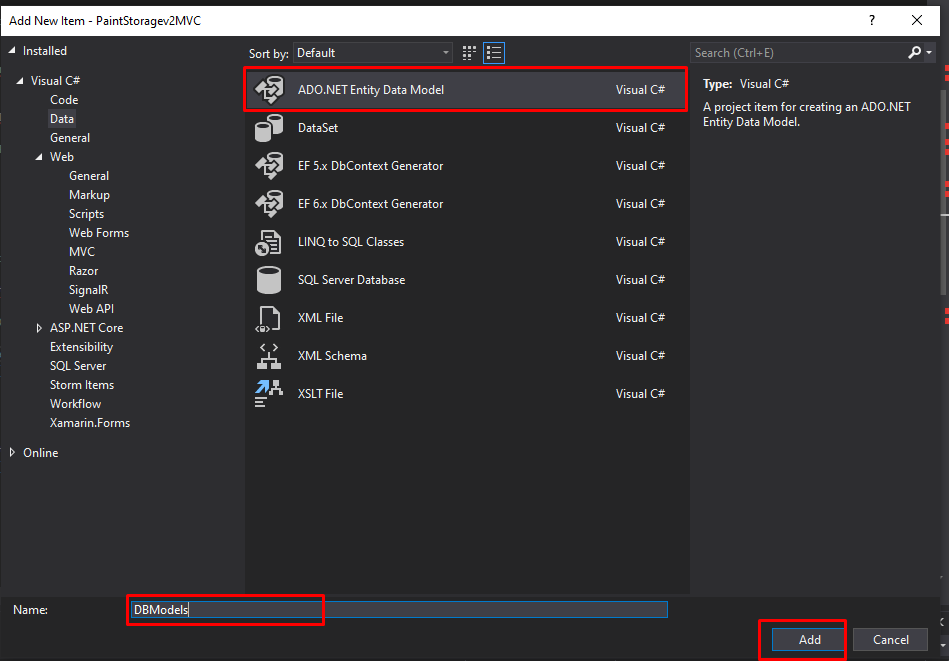 Add New Item - PaintStoragev2MVC
?
Installed
Visual C#
Code
Data
General
Web
General
Markup
Scripts
Web Forms
MVC
Razor
SignalR
Web API
ASP.NET Core
Extensibility
SQL Server
Storm Items
Workflow
Xamarin.Forms
Online
Sort by: Default
ADO.NET Entity Data Model Visual C#
DataSet Visual C#
EF 5.x DbContext Generator Visual C#
EF 6.x DbContext Generator Visual C#
LINQ to SQL Classes Visual C#
SQL Server Database Visual C#
XML File Visual C#
XML Schema Visual C#
XSLT File Visual C#
Search (Ctrl+E)
Type: Visual C#
A project item for creating an ADO.NET
Entity Data Model.
Name: DBModels
Add Cancel